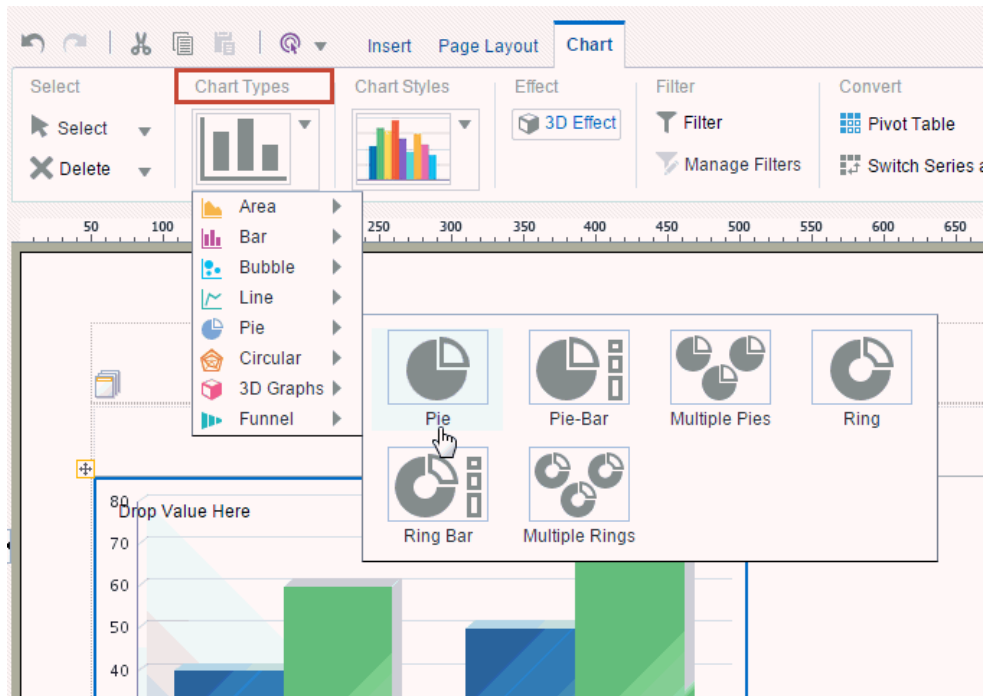 Insert Page Layout Chart
Select Chart Types Chart Styles Effect Filter Convert
Select 3D Effect Filter Pivot Table
Delete Manage Filters Switch Series
50 100 250 300 350 400 450 500 550 600 650
Area
Bar
Bubble
Line
Pie
Circular
3D Graphs
Funnel
Pie Pie-Bar Multiple Pies Ring
Ring Bar Multiple Rings
80
Drop Value Here
70
60
50
40